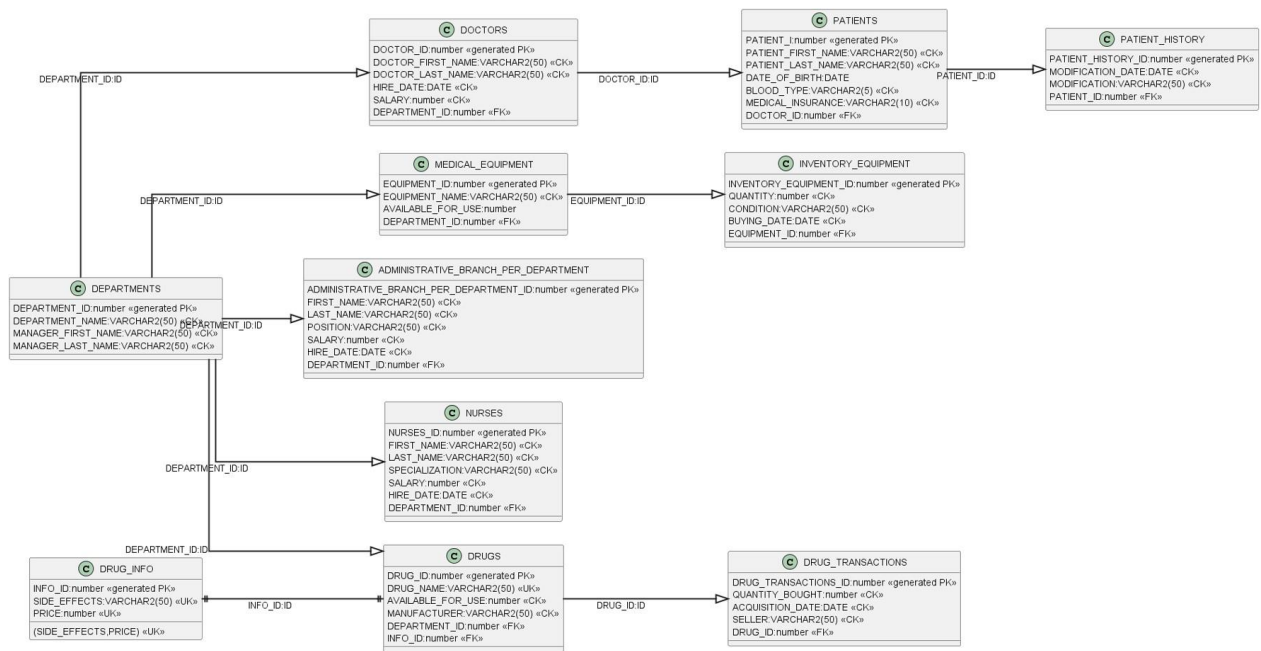 C DOCTORS
DOCTOR_ID:number «generated PK»
DOCTOR_FIRST_NAME:VARCHAR2(50) «CK»
DOCTOR_LAST_NAME:VARCHAR2(50) «CK»
HIRE_DATE:DATE «CK»
SALARY:number «CK»
DEPARTMENT_ID:number «FK»
C PATIENTS
PATIENT_I:number «generated PK»
PATIENT_FIRST_NAME:VARCHAR2(50) «CK»
PATIENT_LAST_NAME:VARCHAR2(50) «CK»
DATE_OF_BIRTH:DATE
BLOOD_TYPE:VARCHAR2(5) «CK»
MEDICAL_INSURANCE:VARCHAR2(10) «CK»
DOCTOR_ID:number «FK»
C PATIENT_HISTORY
PATIENT_HISTORY_ID:number «generated PK»
MODIFICATION_DATE:DATE «CK»
MODIFICATION:VARCHAR2(50) «CK»
PATIENT_ID:number «FK»
DEPARTMENT_ID:ID
DOCTOR_ID:ID
PATIENT_ID:ID
C MEDICAL_EQUIPMENT
EQUIPMENT_ID:number «generated PK»
EQUIPMENT_NAME:VARCHAR2(50) «CK»
AVAILABLE_FOR_USE:number
DEPARTMENT_ID:number «FK»
C INVENTORY_EQUIPMENT
INVENTORY_EQUIPMENT_ID:number «generated PK»
QUANTITY:number «CK»
CONDITION:VARCHAR2(50) «CK»
BUYING_DATE:DATE «CK»
EQUIPMENT_ID:number «FK»
DEPARTMENT_ID:ID
EQUIPMENT_ID:ID
C DEPARTMENTS
DEPARTMENT_ID:number «generated PK»
DEPARTMENT_NAME:VARCHAR2(50) «CK»
MANAGER_FIRST_NAME:VARCHAR2(50) «CK»
MANAGER_LAST_NAME:VARCHAR2(50) «CK»
DEPARTMENT_ID:ID
C ADMINISTRATIVE_BRANCH_PER_DEPARTMENT
ADMINISTRATIVE_BRANCH_PER_DEPARTMENT_ID:number «generated PK»
FIRST_NAME:VARCHAR2(50) «CK»
LAST_NAME:VARCHAR2(50) «CK»
POSITION:VARCHAR2(50) «CK»
SALARY:number «CK»
HIRE_DATE:DATE «CK»
DEPARTMENT_ID:number «FK»
C NURSES
NURSES_ID:number «generated PK»
FIRST_NAME:VARCHAR2(50) «CK»
LAST_NAME:VARCHAR2(50) «CK»
SPECIALIZATION:VARCHAR2(50) «CK»
SALARY:number «CK»
HIRE_DATE:DATE «CK»
DEPARTMENT_ID:number «FK»
DEPARTMENT_ID:ID
DEPARTMENT_ID:ID
C DRUG_INFO
INFO_ID:number «generated PK»
SIDE_EFFECTS:VARCHAR2(50) «UK»
PRICE:number «UK»
(SIDE_EFFECTS,PRICE) «UK»
INFO_ID:ID
C DRUGS
DRUG_ID:number «generated PK»
DRUG_NAME:VARCHAR2(50) «UK»
AVAILABLE_FOR_USE:number «CK»
MANUFACTURER:VARCHAR2(50) «CK»
DEPARTMENT_ID:number «FK»
INFO_ID:number «FK»
DRUG_ID:ID
C DRUG_TRANSACTIONS
DRUG_TRANSACTIONS_ID:number «generated PK»
QUANTITY_BOUGHT:number «CK»
ACQUISITION_DATE:DATE «CK»
SELLER:VARCHAR2(50) «CK»
DRUG_ID:number «FK»